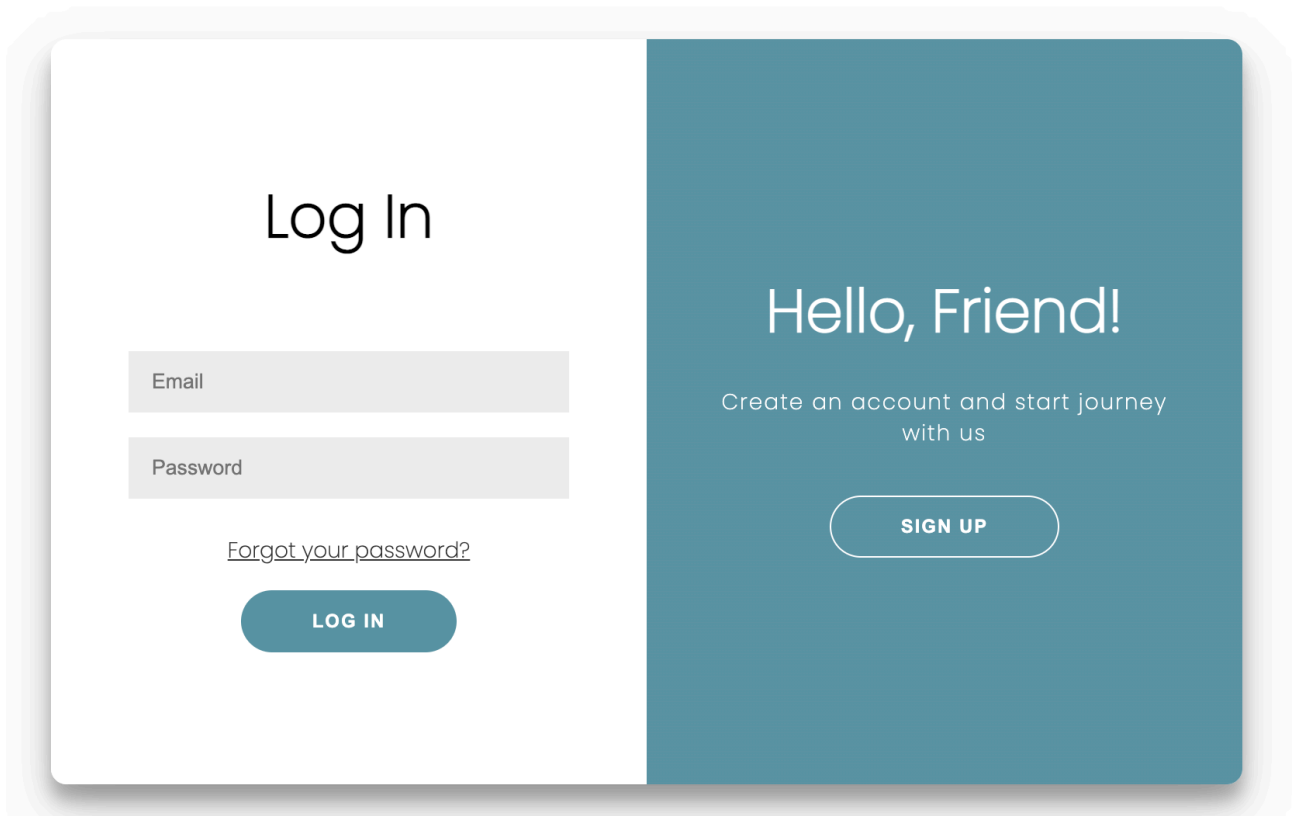 Log In
Email
Password
Forgot your password?
LOG IN
Hello, Friend!
Create an account and start journey
with us
SIGN UP